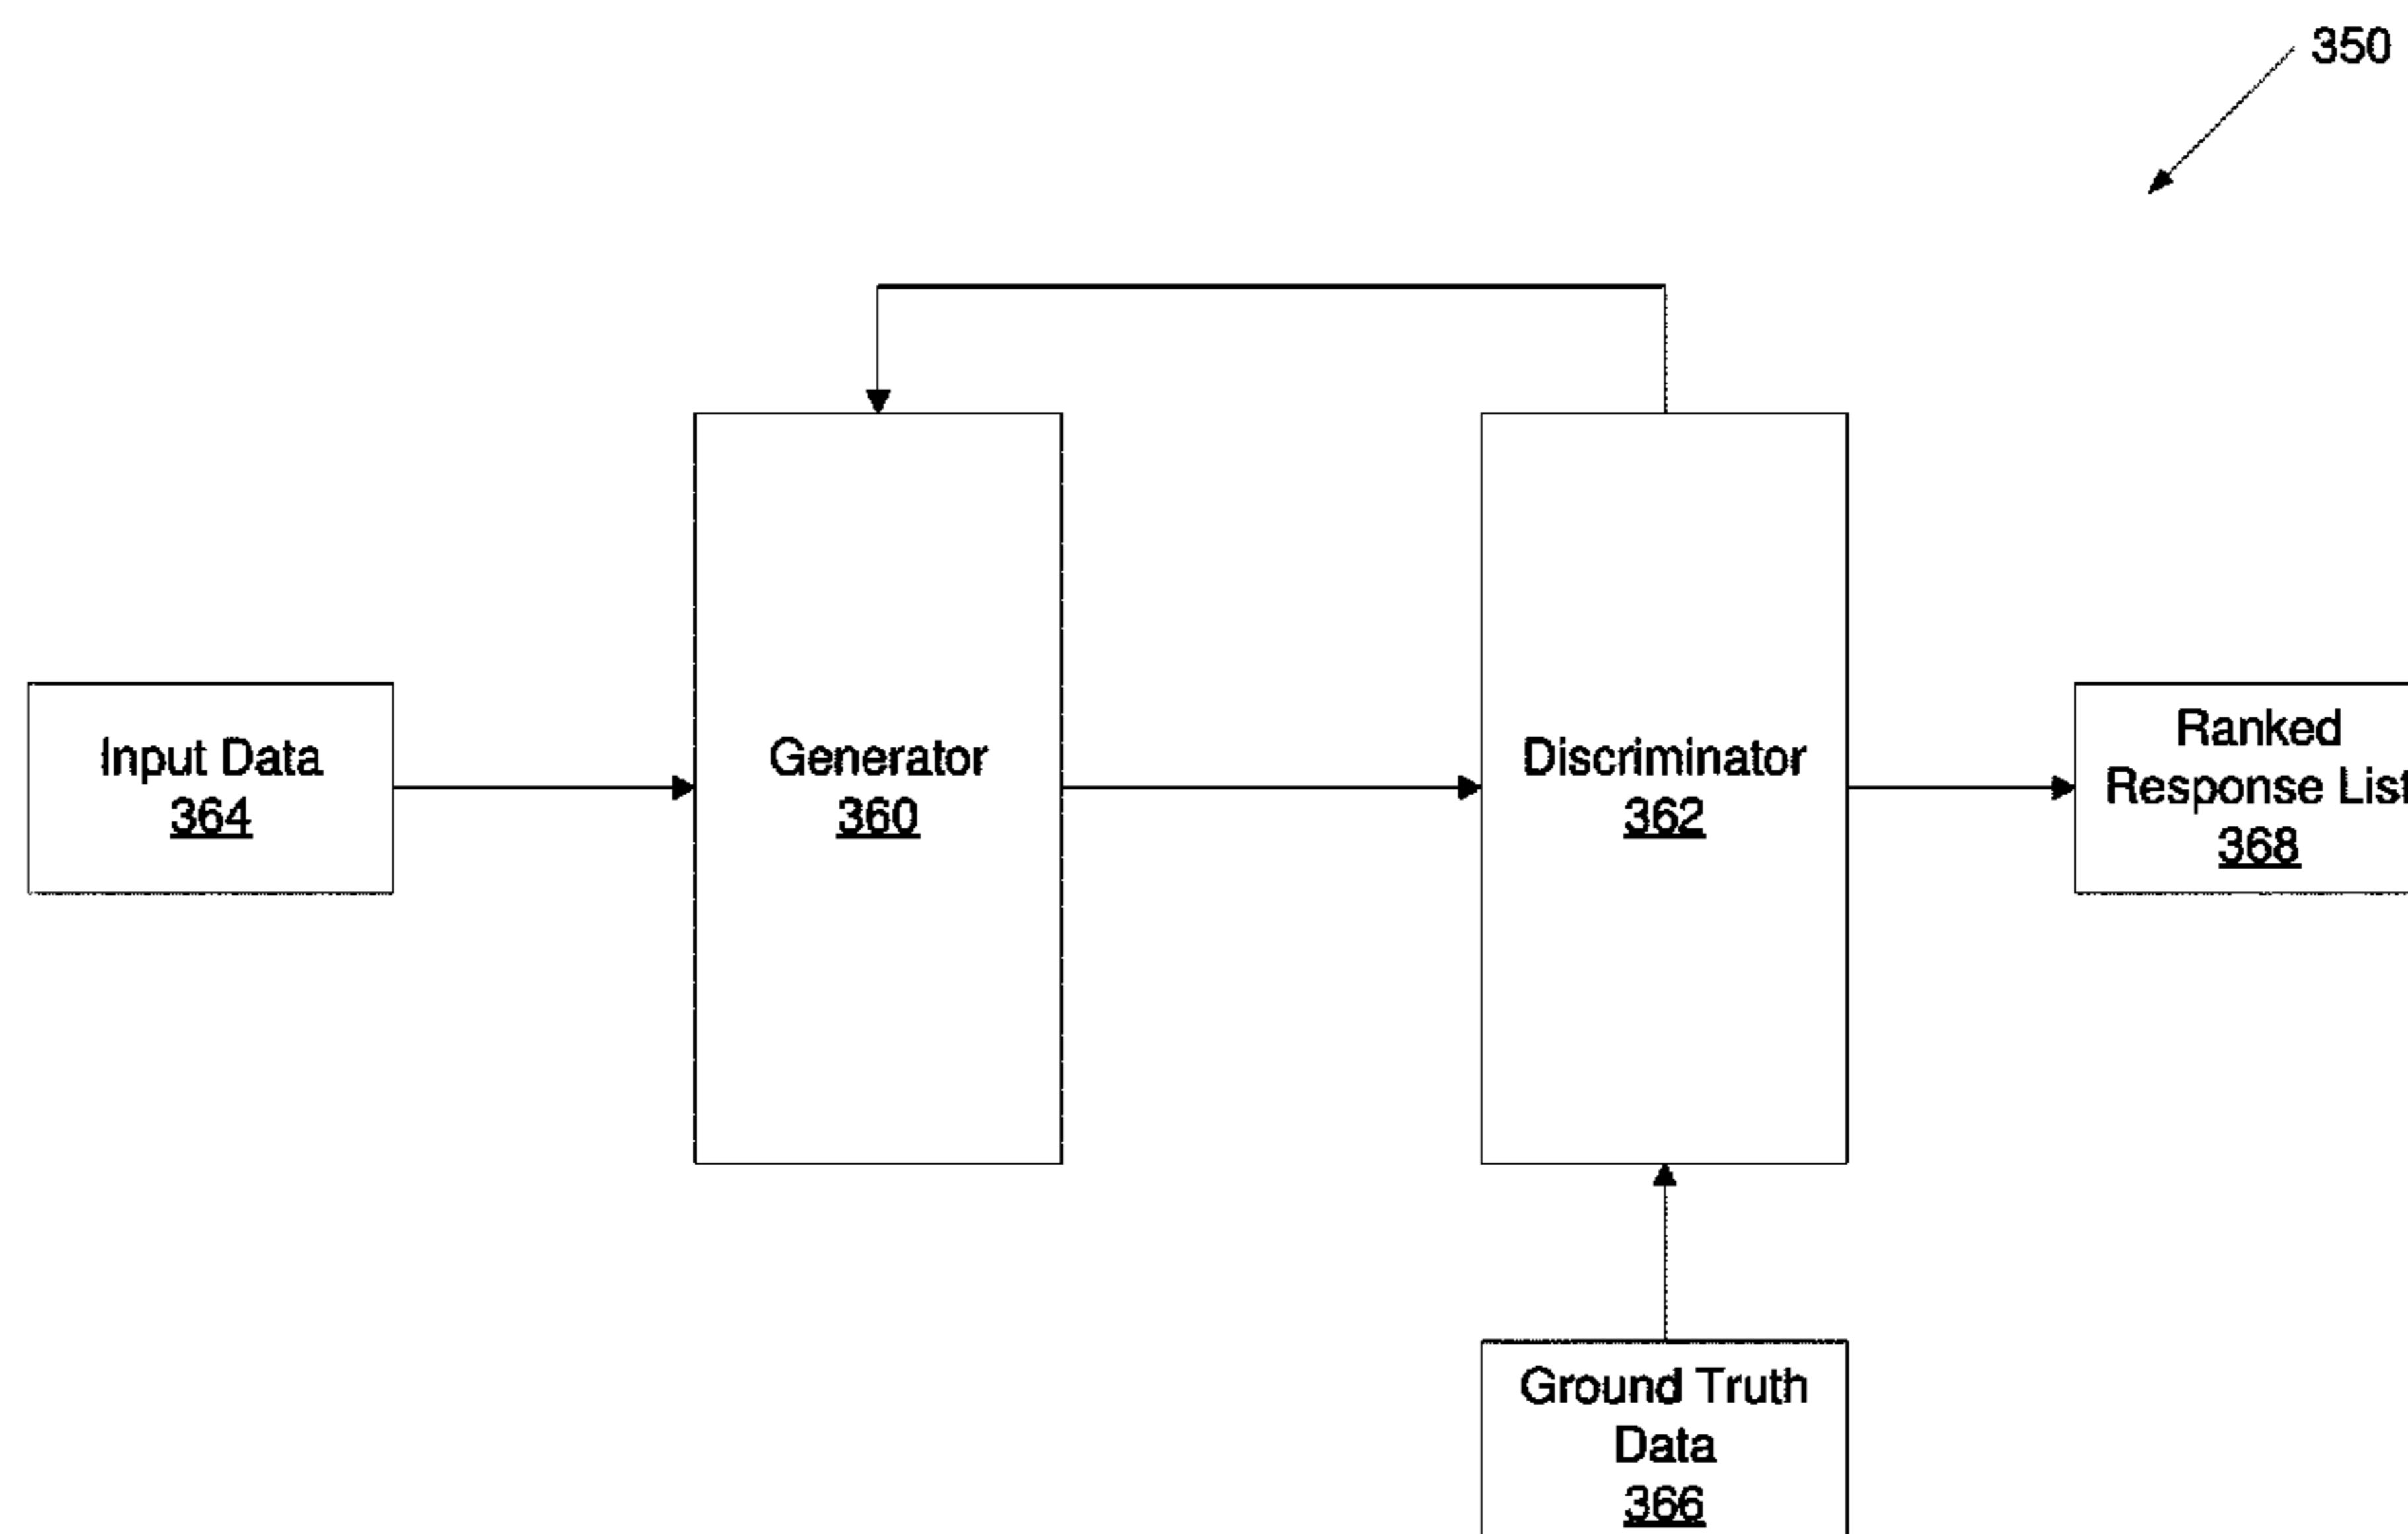 350
Input Data
364
Generator
360
Discriminator
362
Ranked
Response List
368
Ground Truth
Data
366